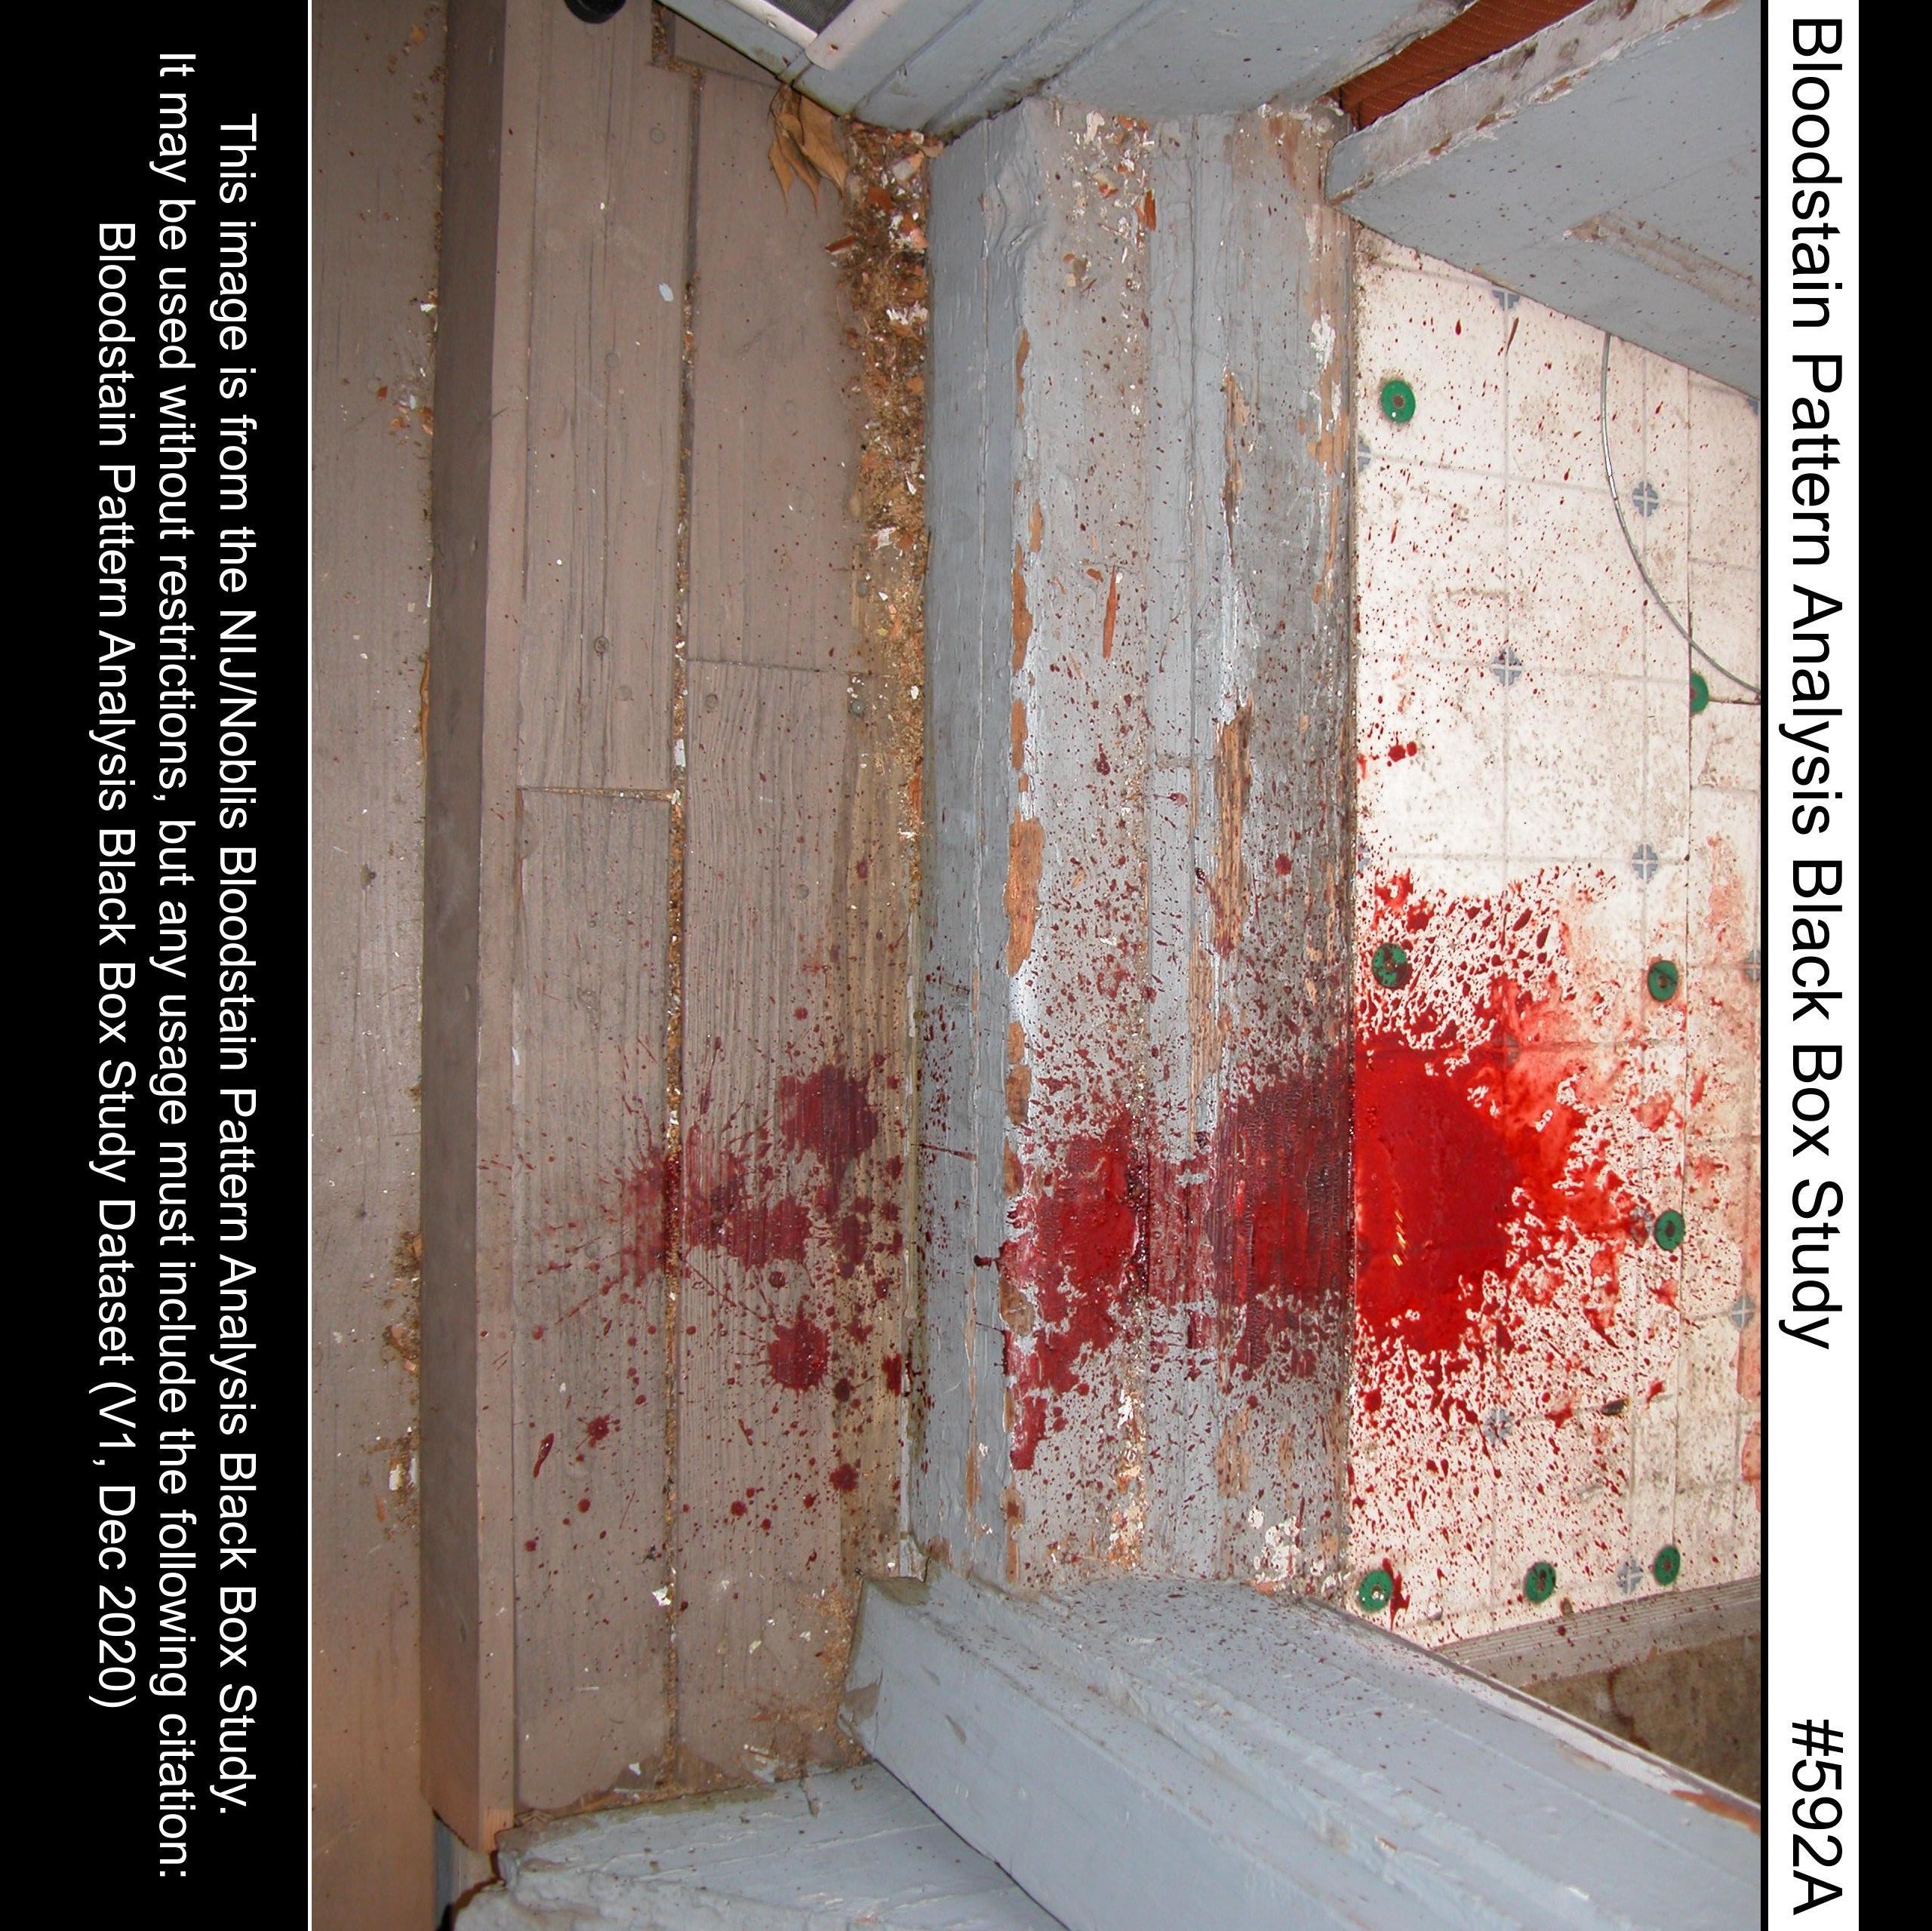 Bloodstain Pattern Analysis Black Box Study #592A
This image is from the NIJ/Noblis Bloodstain Pattern Analysis Black Box Study.
It may be used without restrictions, but any usage must include the following citation:
Bloodstain Pattern Analysis Black Box Study Dataset (V1, Dec 2020)